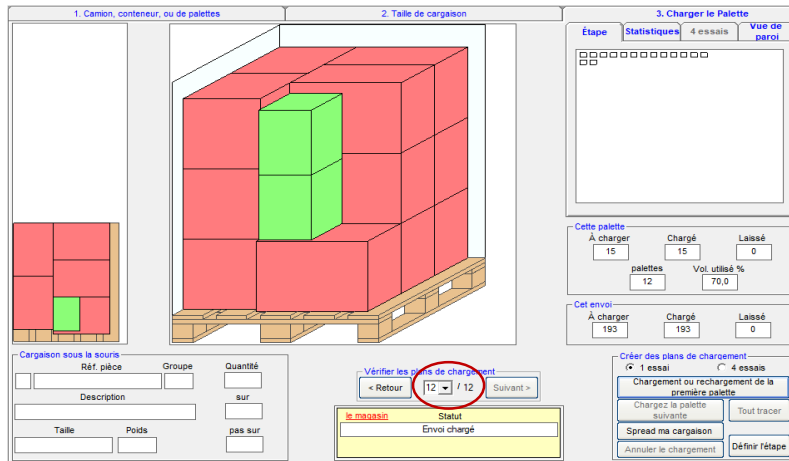 1. Camion, conteneur, ou de palettes
2. Taille de cargaison
3. Charger le Palette
Étape
Statistiques
4 essais
Vue de paroi
Cette palette
À charger Chargé Laissé
15 15 0
palettes Vol. utilisé %
12 70,0
Cet envoi
À charger Chargé Laissé
193 193 0
Cargaison sous la souris
Réf. pièce Groupe Quantité
Description sur
Taille Poids pas sur
Vérifier les plans de chargement
< Retour 12 / 12 Suivant >
le magasin Statut
Envoi chargé
Créer des plans de chargement
1 essai 4 essais
Chargement ou rechargement de la
première palette
Chargez la palette
suivante
Tout tracer
Spread ma cargaison
Annuler le chargement
Définir l'étape